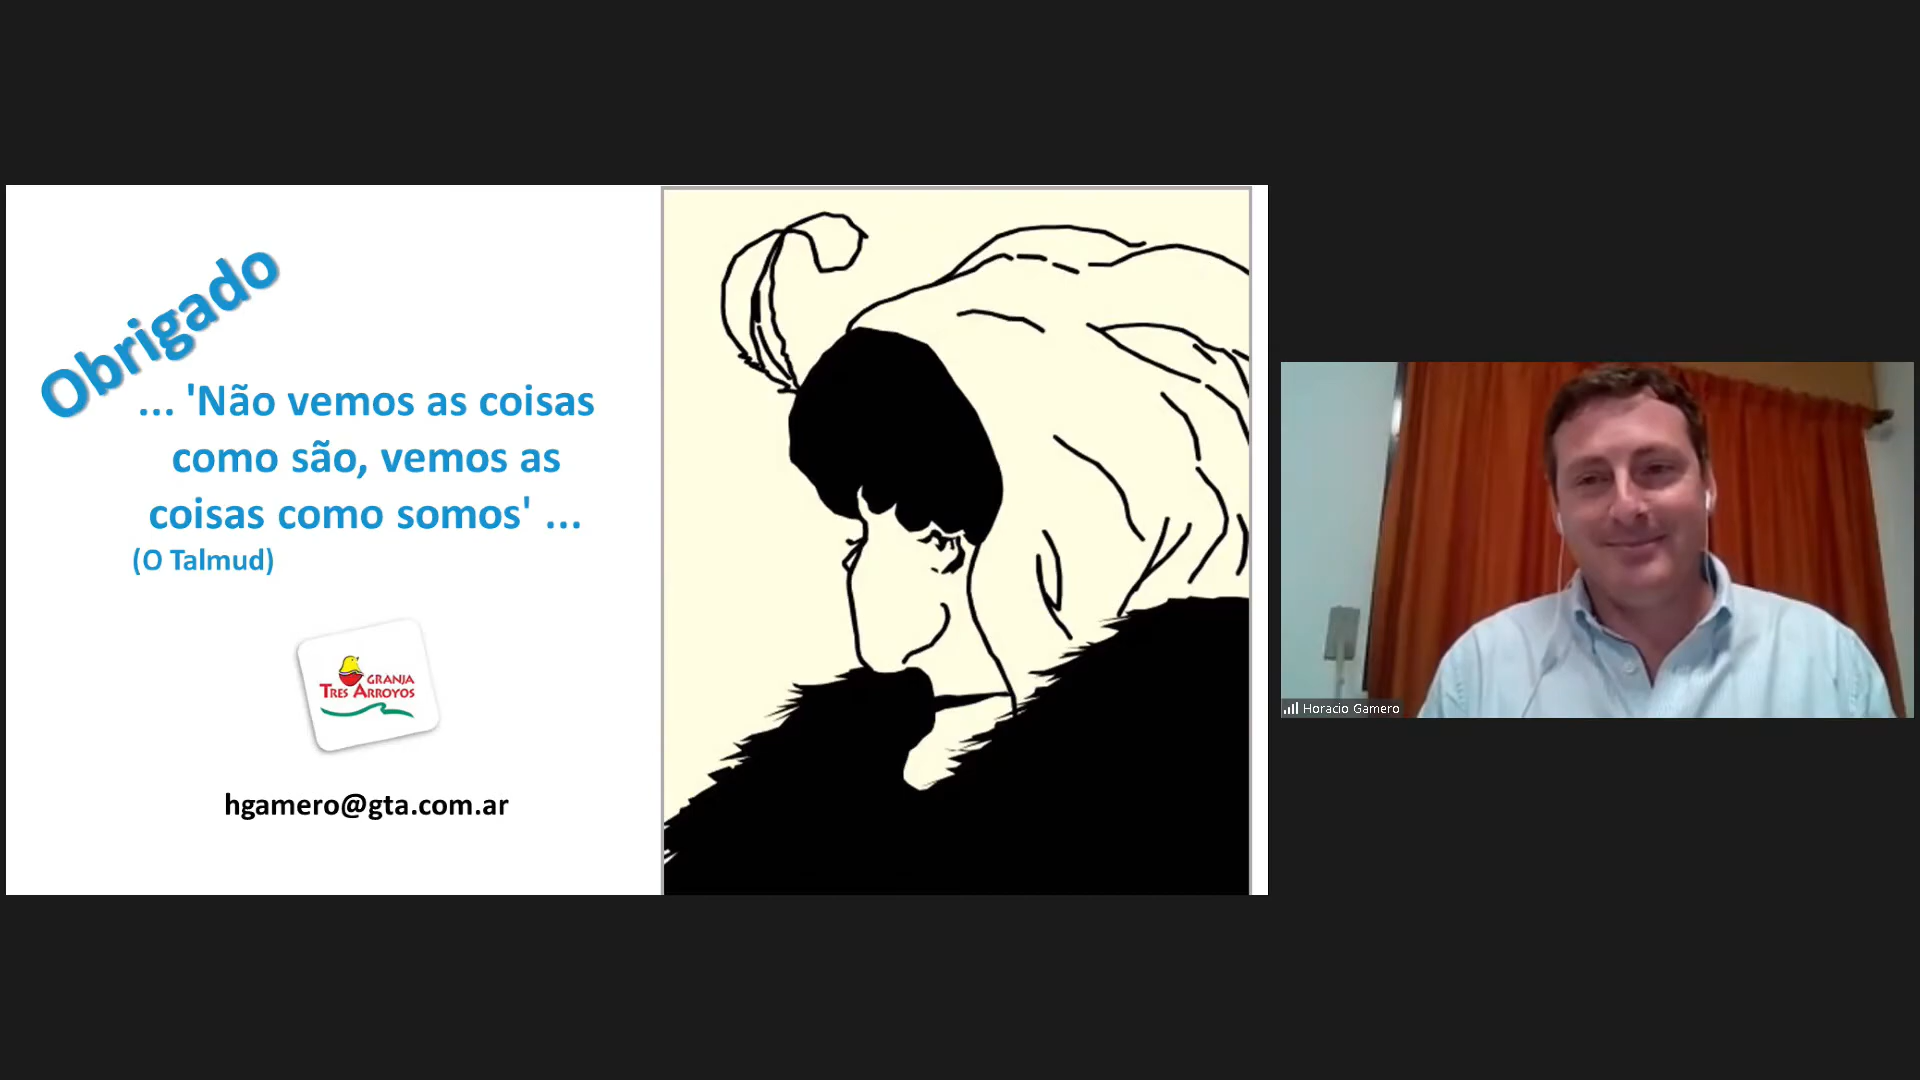 Obrigado
... 'Não vemos as coisas
como são, vemos as
coisas como somos' ...
(O Talmud)
GRANJA
TRES ARROYOS
hgamero@gta.com.ar
Horacio Gamero